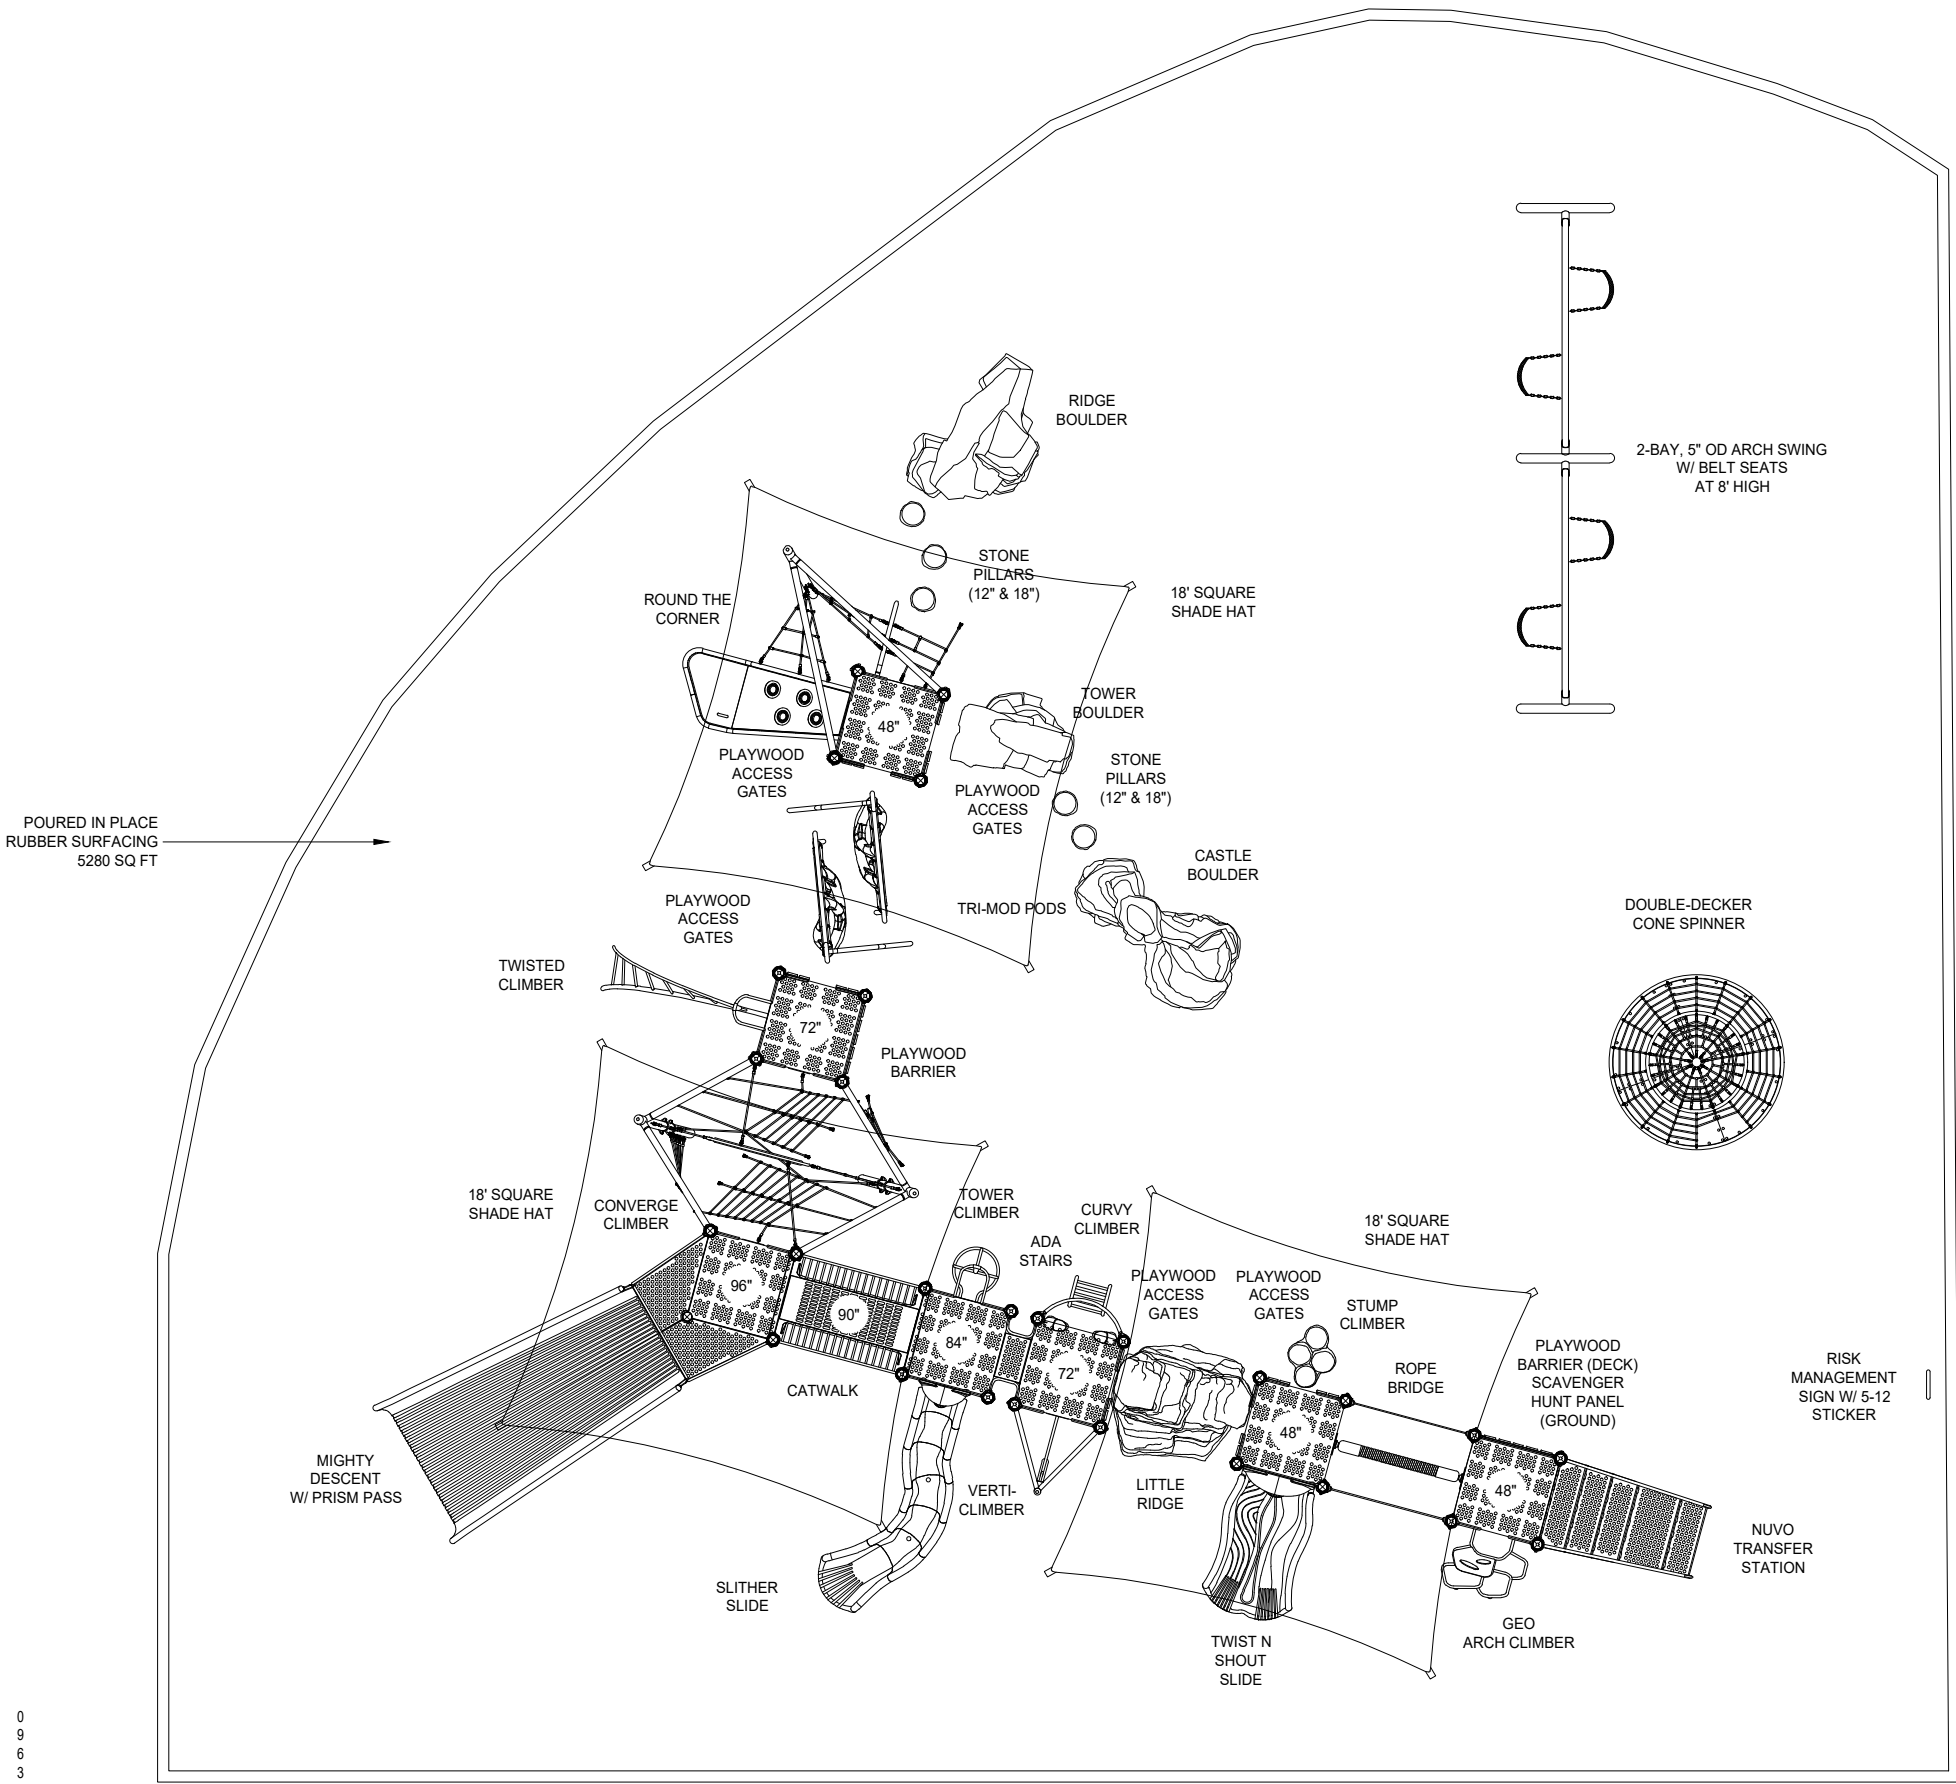 RIDGE
BOULDER
2-BAY, 5" OD ARCH SWING
W/ BELT SEATS
AT 8' HIGH
STONE
PILLARS
(12" & 18")
18' SQUARE
SHADE HAT
ROUND THE
CORNER
TOWER
BOULDER
48"
PLAYWOOD
ACCESS
GATES
PLAYWOOD
ACCESS
GATES
STONE
PILLARS
(12" & 18")
POURED IN PLACE
RUBBER SURFACING
5280 SQ FT
CASTLE
BOULDER
PLAYWOOD
ACCESS
GATES
TRI-MOD PODS
DOUBLE-DECKER
CONE SPINNER
TWISTED
CLIMBER
72"
PLAYWOOD
BARRIER
18' SQUARE
SHADE HAT
CONVERGE
CLIMBER
TOWER
CLIMBER
CURVY
CLIMBER
ADA
STAIRS
18' SQUARE
SHADE HAT
PLAYWOOD
ACCESS
GATES
PLAYWOOD
ACCESS
GATES
STUMP
CLIMBER
96"
90"
84"
72"
CATWALK
48"
ROPE
BRIDGE
PLAYWOOD
BARRIER (DECK)
SCAVENGER
HUNT PANEL
(GROUND)
RISK
MANAGEMENT
SIGN W/ 5-12
STICKER
48"
MIGHTY
DESCENT
W/ PRISM PASS
VERTI-
CLIMBER
LITTLE
RIDGE
NUVO
TRANSFER
STATION
SLITHER
SLIDE
TWIST N
SHOUT
SLIDE
GEO
ARCH CLIMBER
0
9
6
3